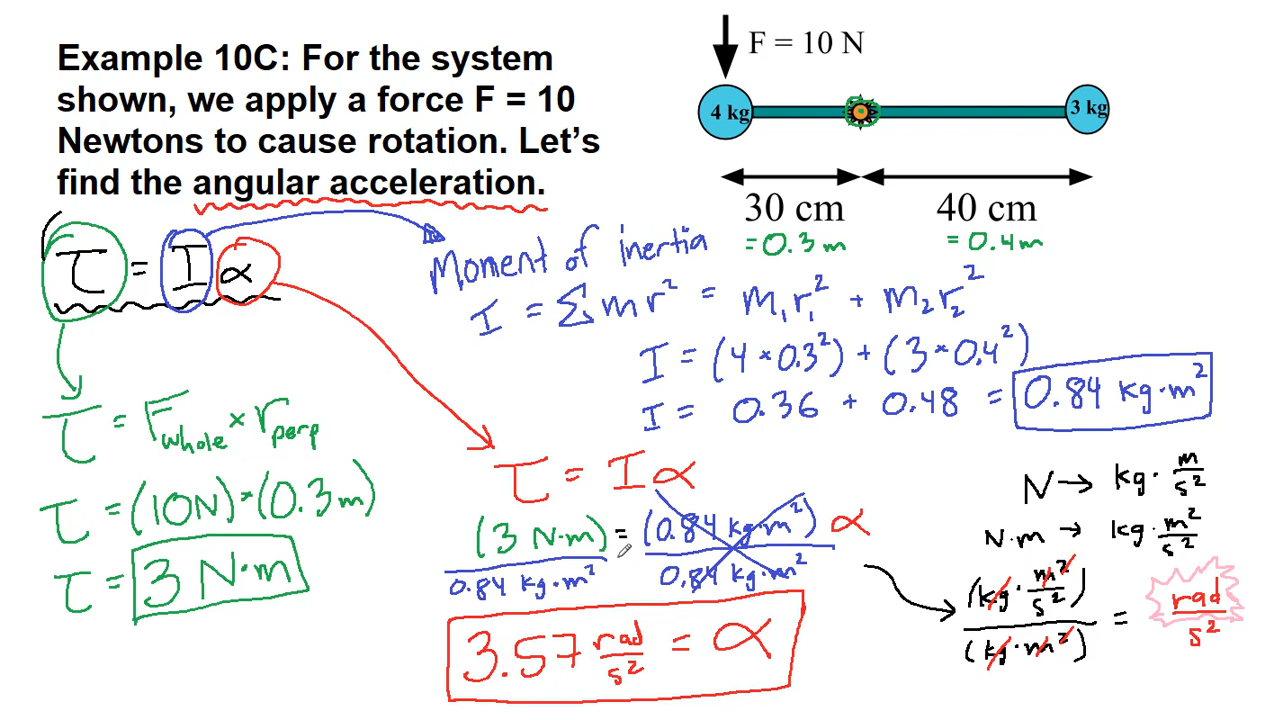 Example 10C: For the system
shown, we apply a force F = 10
Newtons to cause rotation. Let's
find the angular acceleration.
F = 10 N
4 kg
3 kg
30 cm
= 0.3 m
40 cm
= 0.4 m
τ = I α
Moment of inertia
I = Σ m r² = m₁r₁² + m₂r₂²
I = (4 * 0.3²) + (3 * 0.4²)
I = 0.36 + 0.48 = 0.84 kg·m²
τ = F_whole × r_perp
τ = (10N) * (0.3m)
τ = 3 N·m
τ = I α
(3 N·m) / 0.84 kg·m² = (0.84 kg·m²) / 0.84 kg·m² α
3.57 rad/s² = α
N → kg · m/s²
N·m → kg · m²/s²
(kg · m²/s²) / (kg · m²) = rad/s²